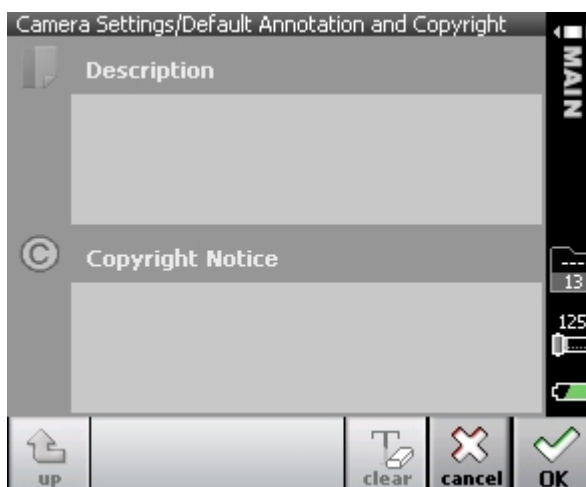 Camera Settings/Default Annotation and Copyright
MAIN
Description
©
Copyright Notice
---
13
125
up
clear
cancel
OK